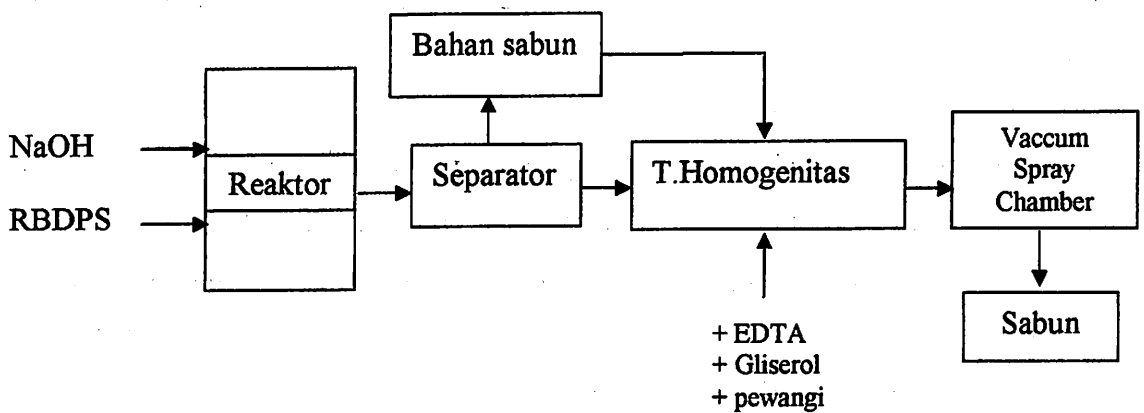 Bahan sabun
NaOH
Reaktor
RBDPS
Separator
T.Homogenitas
Vaccum
Spray
Chamber
Sabun
+ EDTA
+ Gliserol
+ pewangi